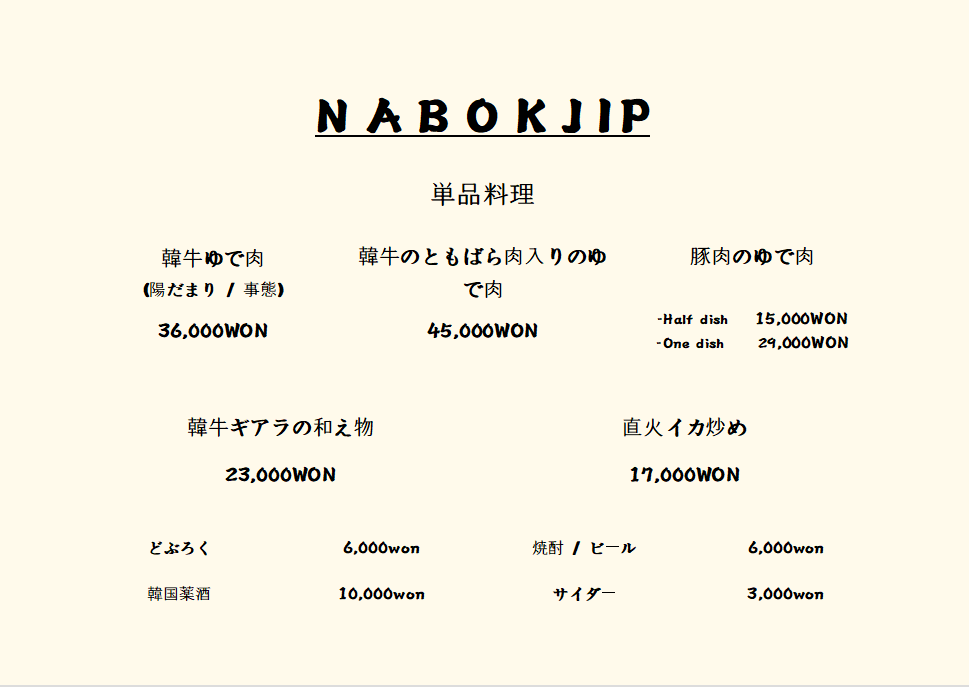 NABOKJIP
単品料理
韓牛ゆで肉
(陽だまり / 事態)
36,000WON
韓牛のともばら肉入りのゆ
で肉
45,000WON
豚肉のゆで肉
-Half dish 15,000WON
-One dish 29,000WON
韓牛ギアラの和え物
23,000WON
直火イカ炒め
17,000WON
どぶろく 6,000won
焼酎 / ビール 6,000won
韓国薬酒 10,000won
サイダー 3,000won